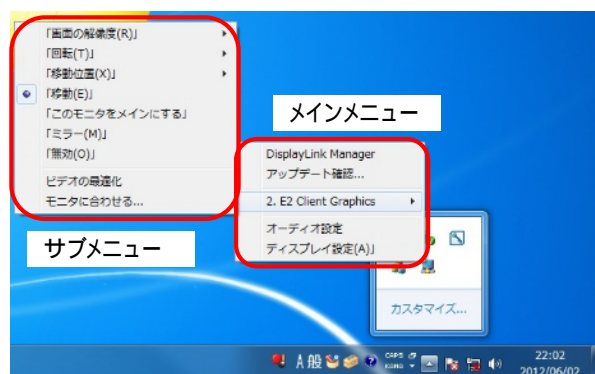 「画面の解像度(R)」
「回転(T)」
「移動位置(X)」
「移動(E)」
「このモニタをメインにする」
「ミラー(M)」
「無効(O)」
ビデオの最適化
モニタに合わせる...
サブメニュー
メインメニュー
DisplayLink Manager
アップデート確認...
2. E2 Client Graphics
オーディオ設定
ディスプレイ設定(A)」
カスタマイズ...
A 般
CAPS
KANA
22:02
2012/06/02